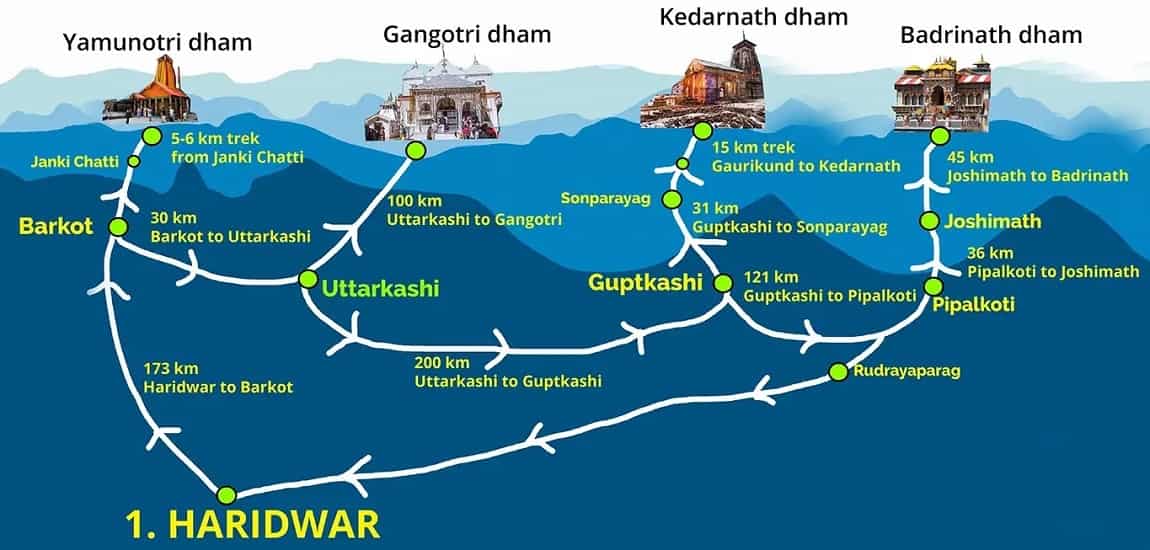 Yamunotri dham
Gangotri dham
Kedarnath dham
Badrinath dham
5-6 km trek
from Janki Chatti
Janki Chatti
15 km trek
Gaurikund to Kedarnath
45 km
Joshimath to Badrinath
Barkot
30 km
Barkot to Uttarkashi
100 km
Uttarkashi to Gangotri
Sonparayag
31 km
Guptkashi to Sonparayag
Joshimath
36 km
Pipalkoti to Joshimath
Uttarkashi
Guptkashi
121 km
Guptkashi to Pipalkoti
Pipalkoti
173 km
Haridwar to Barkot
200 km
Uttarkashi to Guptkashi
Rudrayaparag
1. HARIDWAR